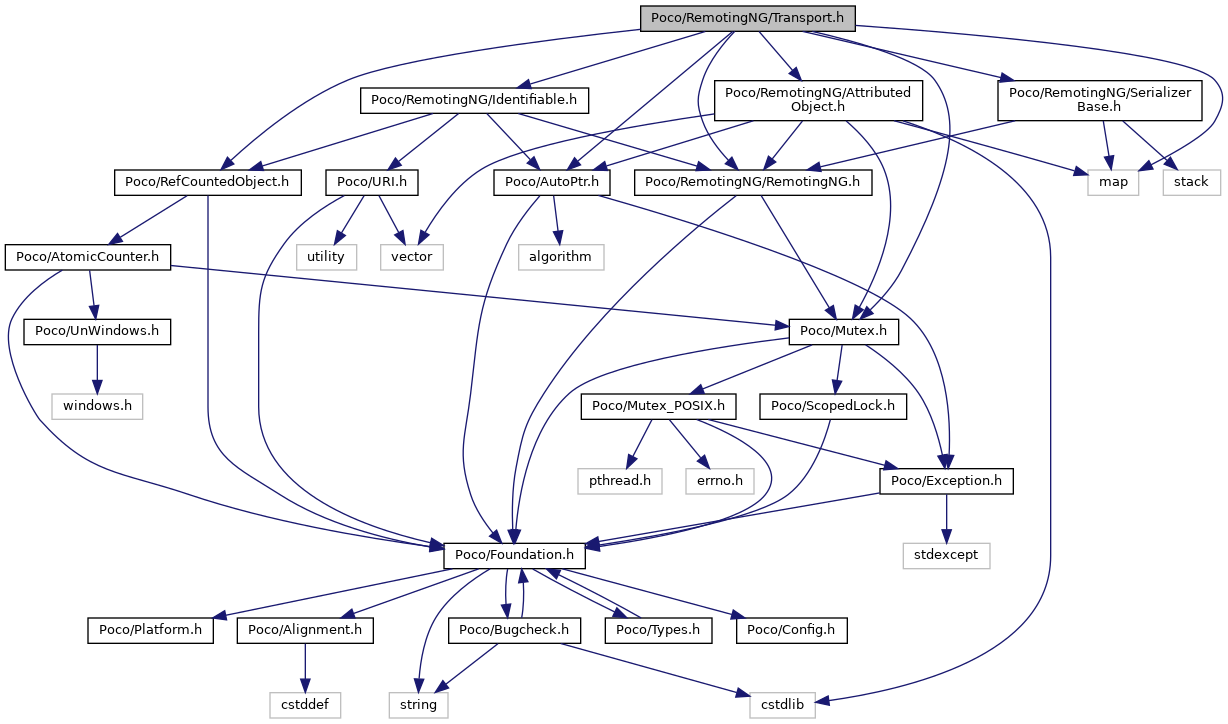 Poco/RemotingNG/Transport.h
Poco/RemotingNG/Identifiable.h
Poco/RemotingNG/Attributed
Object.h
Poco/RemotingNG/Serializer
Base.h
Poco/RefCountedObject.h
Poco/URI.h
Poco/AutoPtr.h
Poco/RemotingNG/RemotingNG.h
map
stack
Poco/AtomicCounter.h
utility
vector
algorithm
Poco/UnWindows.h
Poco/Mutex.h
windows.h
Poco/Mutex_POSIX.h
Poco/ScopedLock.h
pthread.h
errno.h
Poco/Exception.h
Poco/Foundation.h
stdexcept
Poco/Platform.h
Poco/Alignment.h
Poco/Bugcheck.h
Poco/Types.h
Poco/Config.h
cstddef
string
cstdlib